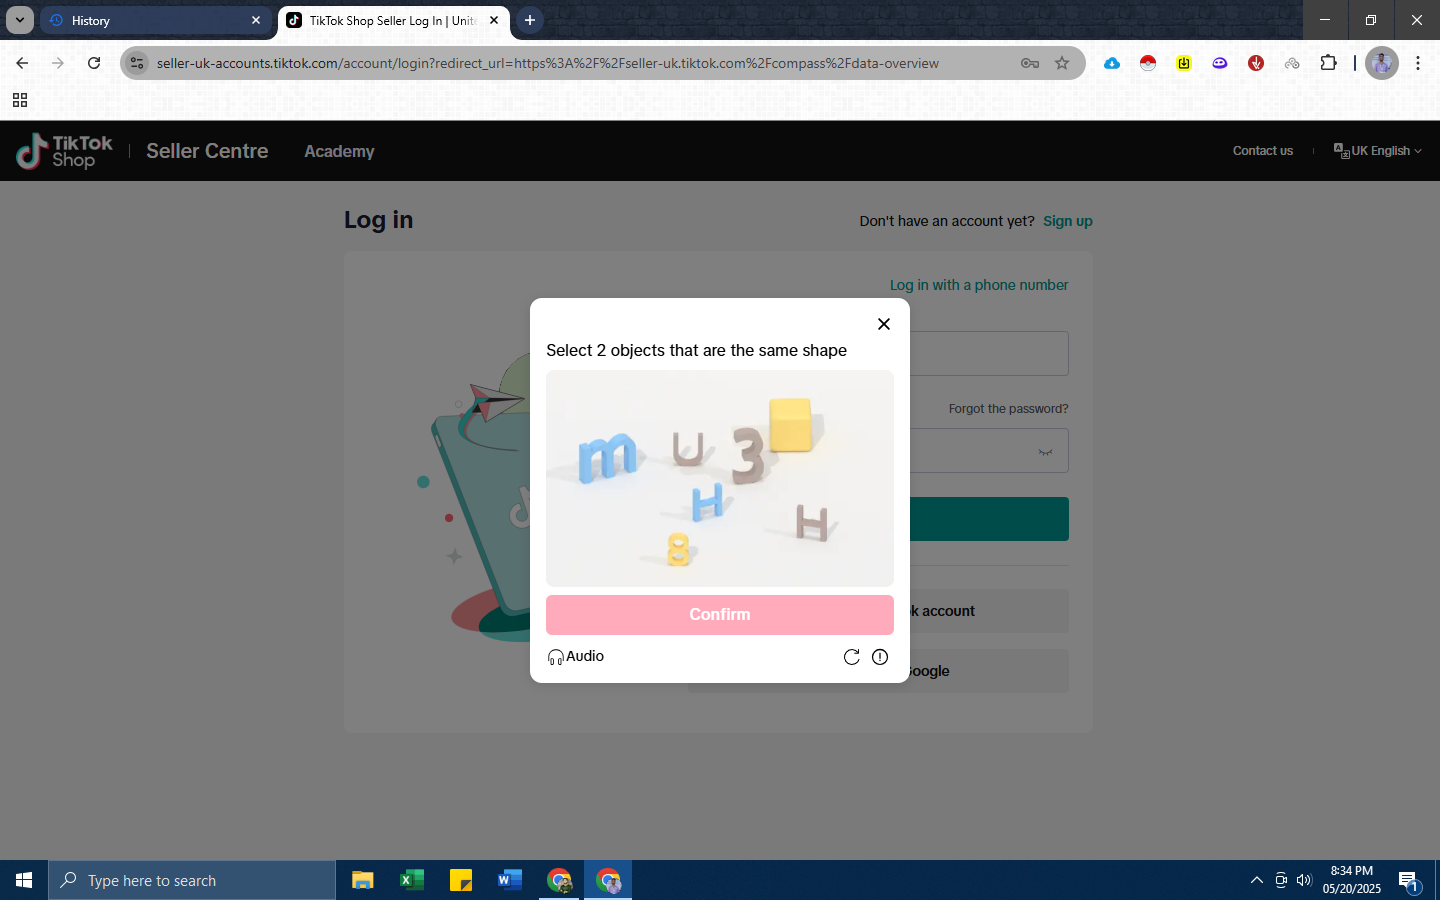 History
TikTok Shop Seller Log In | Unite
seller-uk-accounts.tiktok.com/account/login?redirect_url=https%3A%2F%2Fseller-uk.tiktok.com%2Fcompass%2Fdata-overview
TikTok
Shop
Seller Centre
Academy
Contact us
UK English
Log in
Don't have an account yet? Sign up
Log in with a phone number
Select 2 objects that are the same shape
Forgot the password?
m U 3
H H
8
Confirm
k account
Google
Audio
Type here to search
8:34 PM
05/20/2025
1